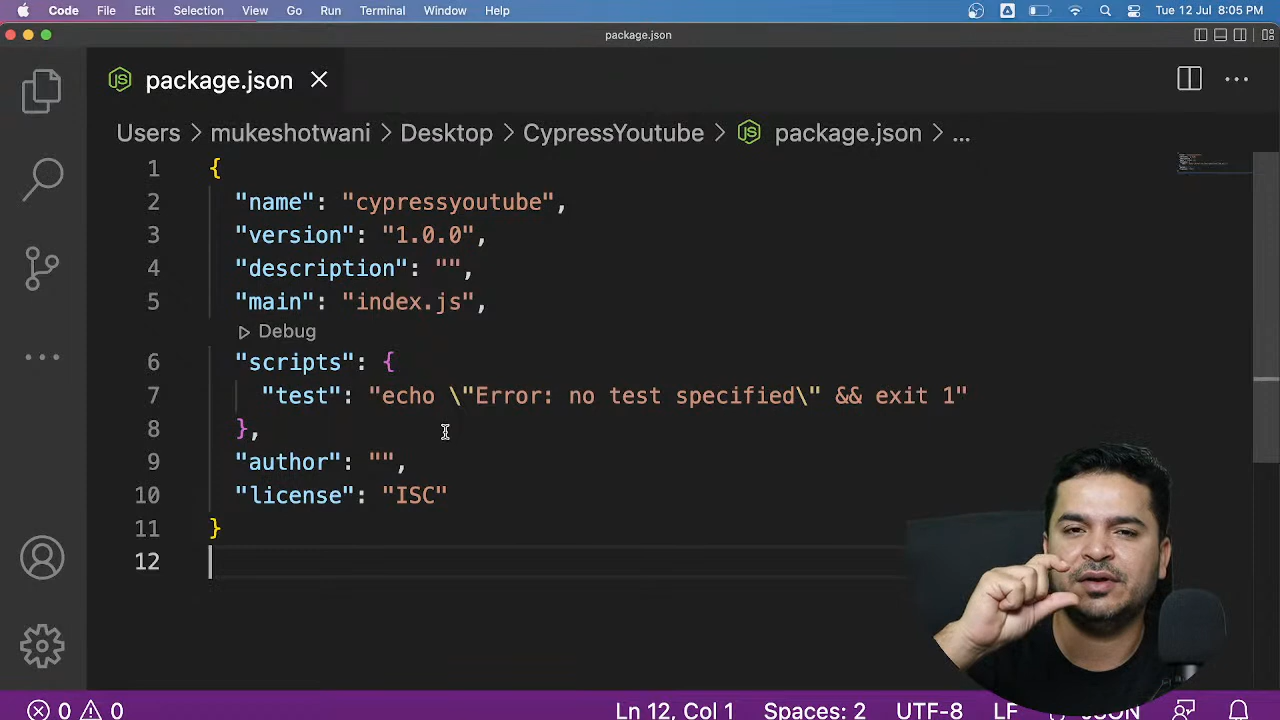 Code File Edit Selection View Go Run Terminal Window Help Tue 12 Jul 8:05 PM
package.json
package.json
Users > mukeshotwani > Desktop > CypressYoutube > package.json > ...
1 {
2 "name": "cypressyoutube",
3 "version": "1.0.0",
4 "description": "",
5 "main": "index.js",
Debug
6 "scripts": {
7 "test": "echo \"Error: no test specified\" && exit 1"
8 },
9 "author": "",
10 "license": "ISC"
11 }
12
0 0 Ln 12, Col 1 Spaces: 2 UTF-8 LF {} JSON